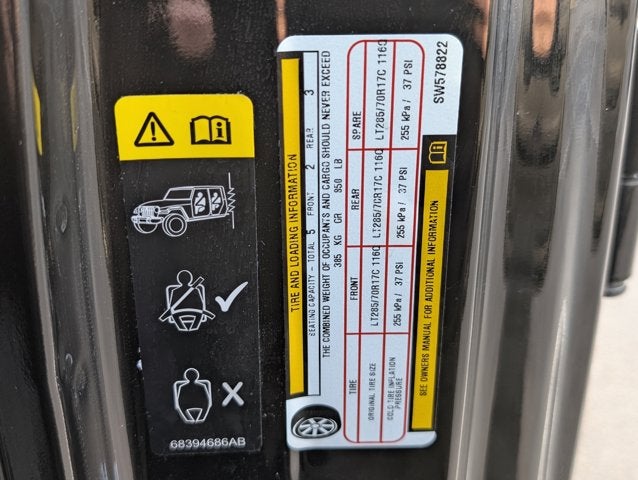 68394686AB
TIRE AND LOADING INFORMATION
SEATING CAPACITY - TOTAL 5 FRONT 2 REAR 3
THE COMBINED WEIGHT OF OCCUPANTS AND CARGO SHOULD NEVER EXCEED
385 KG OR 850 LB
TIRE FRONT REAR SPARE
ORIGINAL TIRE SIZE LT285/70R17C 116Q LT285/70R17C 116Q LT285/70R17C 116Q
COLD TIRE INFLATION
PRESSURE 255 kPa / 37 PSI 255 kPa / 37 PSI 255 kPa / 37 PSI
SEE OWNERS MANUAL FOR ADDITIONAL INFORMATION
SW578822